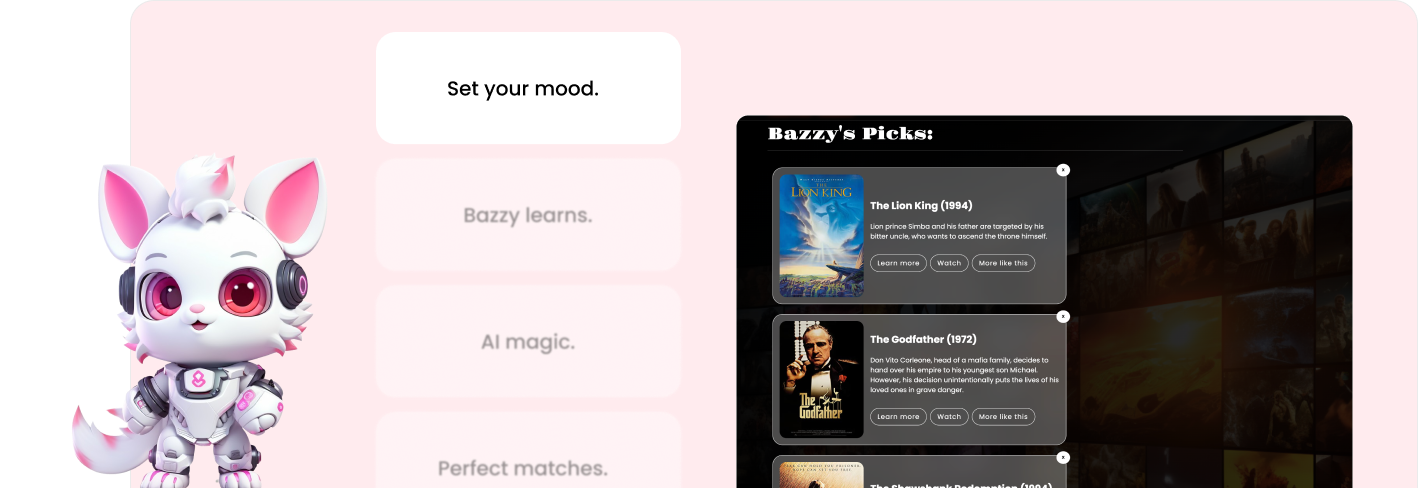 Set your mood.
Bazzy learns.
AI magic.
Perfect matches.
Bazzy's Picks:
x
THE
LION KING
The Lion King (1994)
Lion prince Simba and his father are targeted by his
bitter uncle, who wants to ascend the throne himself.
Learn more
Watch
More like this
x
The
Godfather
The Godfather (1972)
Don Vito Corleone, head of a mafia family, decides to
hand over his empire to his youngest son Michael.
However, his decision unintentionally puts the lives of his
loved ones in grave danger.
Learn more
Watch
More like this
x
The Shawshank Redemption (1994)